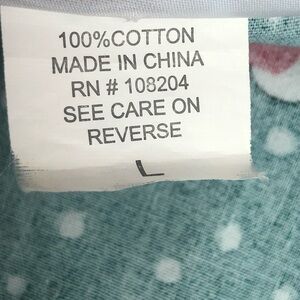 100%COTTON
MADE IN CHINA
RN # 108204
SEE CARE ON
REVERSE
L